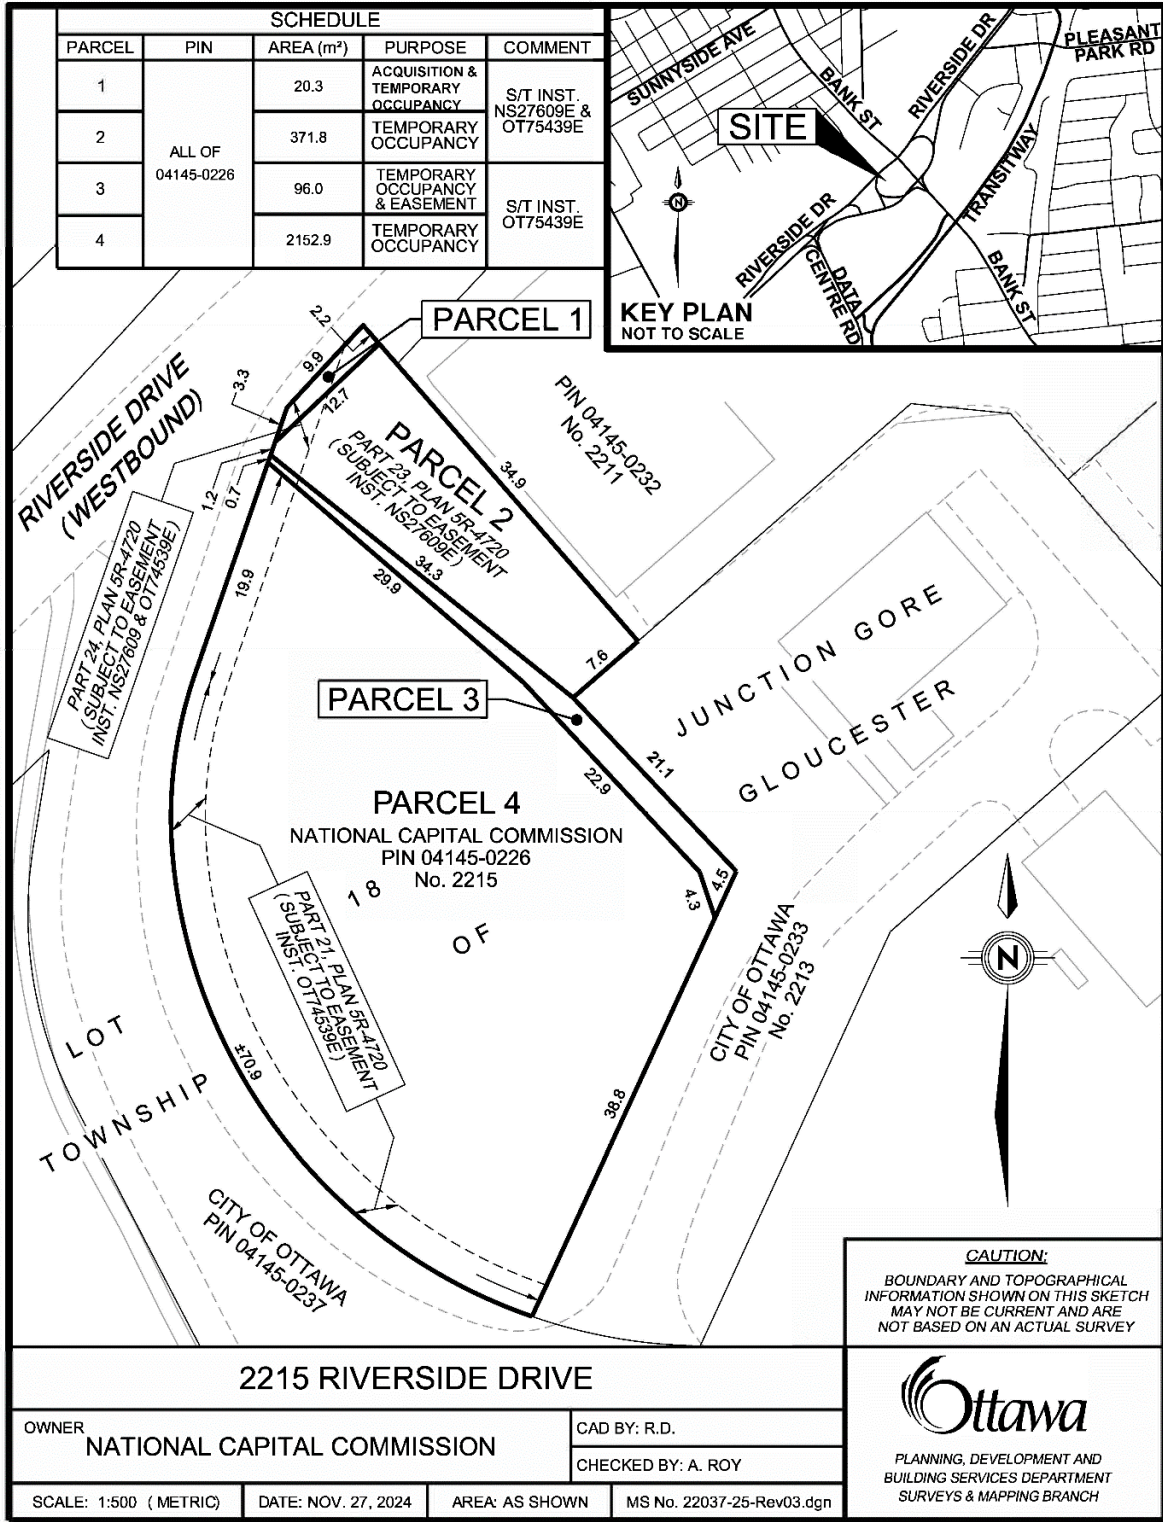 SCHEDULE
PARCEL PIN AREA (m²) PURPOSE COMMENT
1 20.3 ACQUISITION & TEMPORARY OCCUPANCY
2 371.8 TEMPORARY OCCUPANCY
S/T INST. NS27609E & OT75439E
ALL OF 04145-0226
3 96.0 TEMPORARY OCCUPANCY & EASEMENT
4 2152.9 TEMPORARY OCCUPANCY
S/T INST. OT75439E
SUNNYSIDE AVE
BANK ST
RIVERSIDE DR
PLEASANT
PARK RD
SITE
TRANSITWAY
N
RIVERSIDE DR
DATA
CENTRE RD
BANK ST
KEY PLAN
NOT TO SCALE
PARCEL 1
2.2
9.9
3.3
12.7
RIVERSIDE DRIVE
(WESTBOUND)
PARCEL 2
PART 23, PLAN 5R-4720
(SUBJECT TO EASEMENT
INST. NS27609E)
34.9
PIN 04145-0232
No. 2211
1.2
0.7
PART 24, PLAN 5R-4720
(SUBJECT TO EASEMENT
INST. NS27609 & OT74539E)
34.3
29.9
19.9
7.6
JUNCTION GORE
GLOUCESTER
PARCEL 3
21.1
22.9
PARCEL 4
NATIONAL CAPITAL COMMISSION
PIN 04145-0226
No. 2215
18
OF
4.3
4.5
PART 21, PLAN 5R-4720
(SUBJECT TO EASEMENT
INST. OT74539E)
CITY OF OTTAWA
PIN 04145-0233
No. 2213
N
LOT
TOWNSHIP
±70.9
38.8
CITY OF OTTAWA
PIN 04145-0237
CAUTION:
BOUNDARY AND TOPOGRAPHICAL
INFORMATION SHOWN ON THIS SKETCH
MAY NOT BE CURRENT AND ARE
NOT BASED ON AN ACTUAL SURVEY
2215 RIVERSIDE DRIVE
OWNER
NATIONAL CAPITAL COMMISSION
CAD BY: R.D.
CHECKED BY: A. ROY
SCALE: 1:500 (METRIC)
DATE: NOV. 27, 2024
AREA: AS SHOWN
MS No. 22037-25-Rev03.dgn
Ottawa
PLANNING, DEVELOPMENT AND
BUILDING SERVICES DEPARTMENT
SURVEYS & MAPPING BRANCH